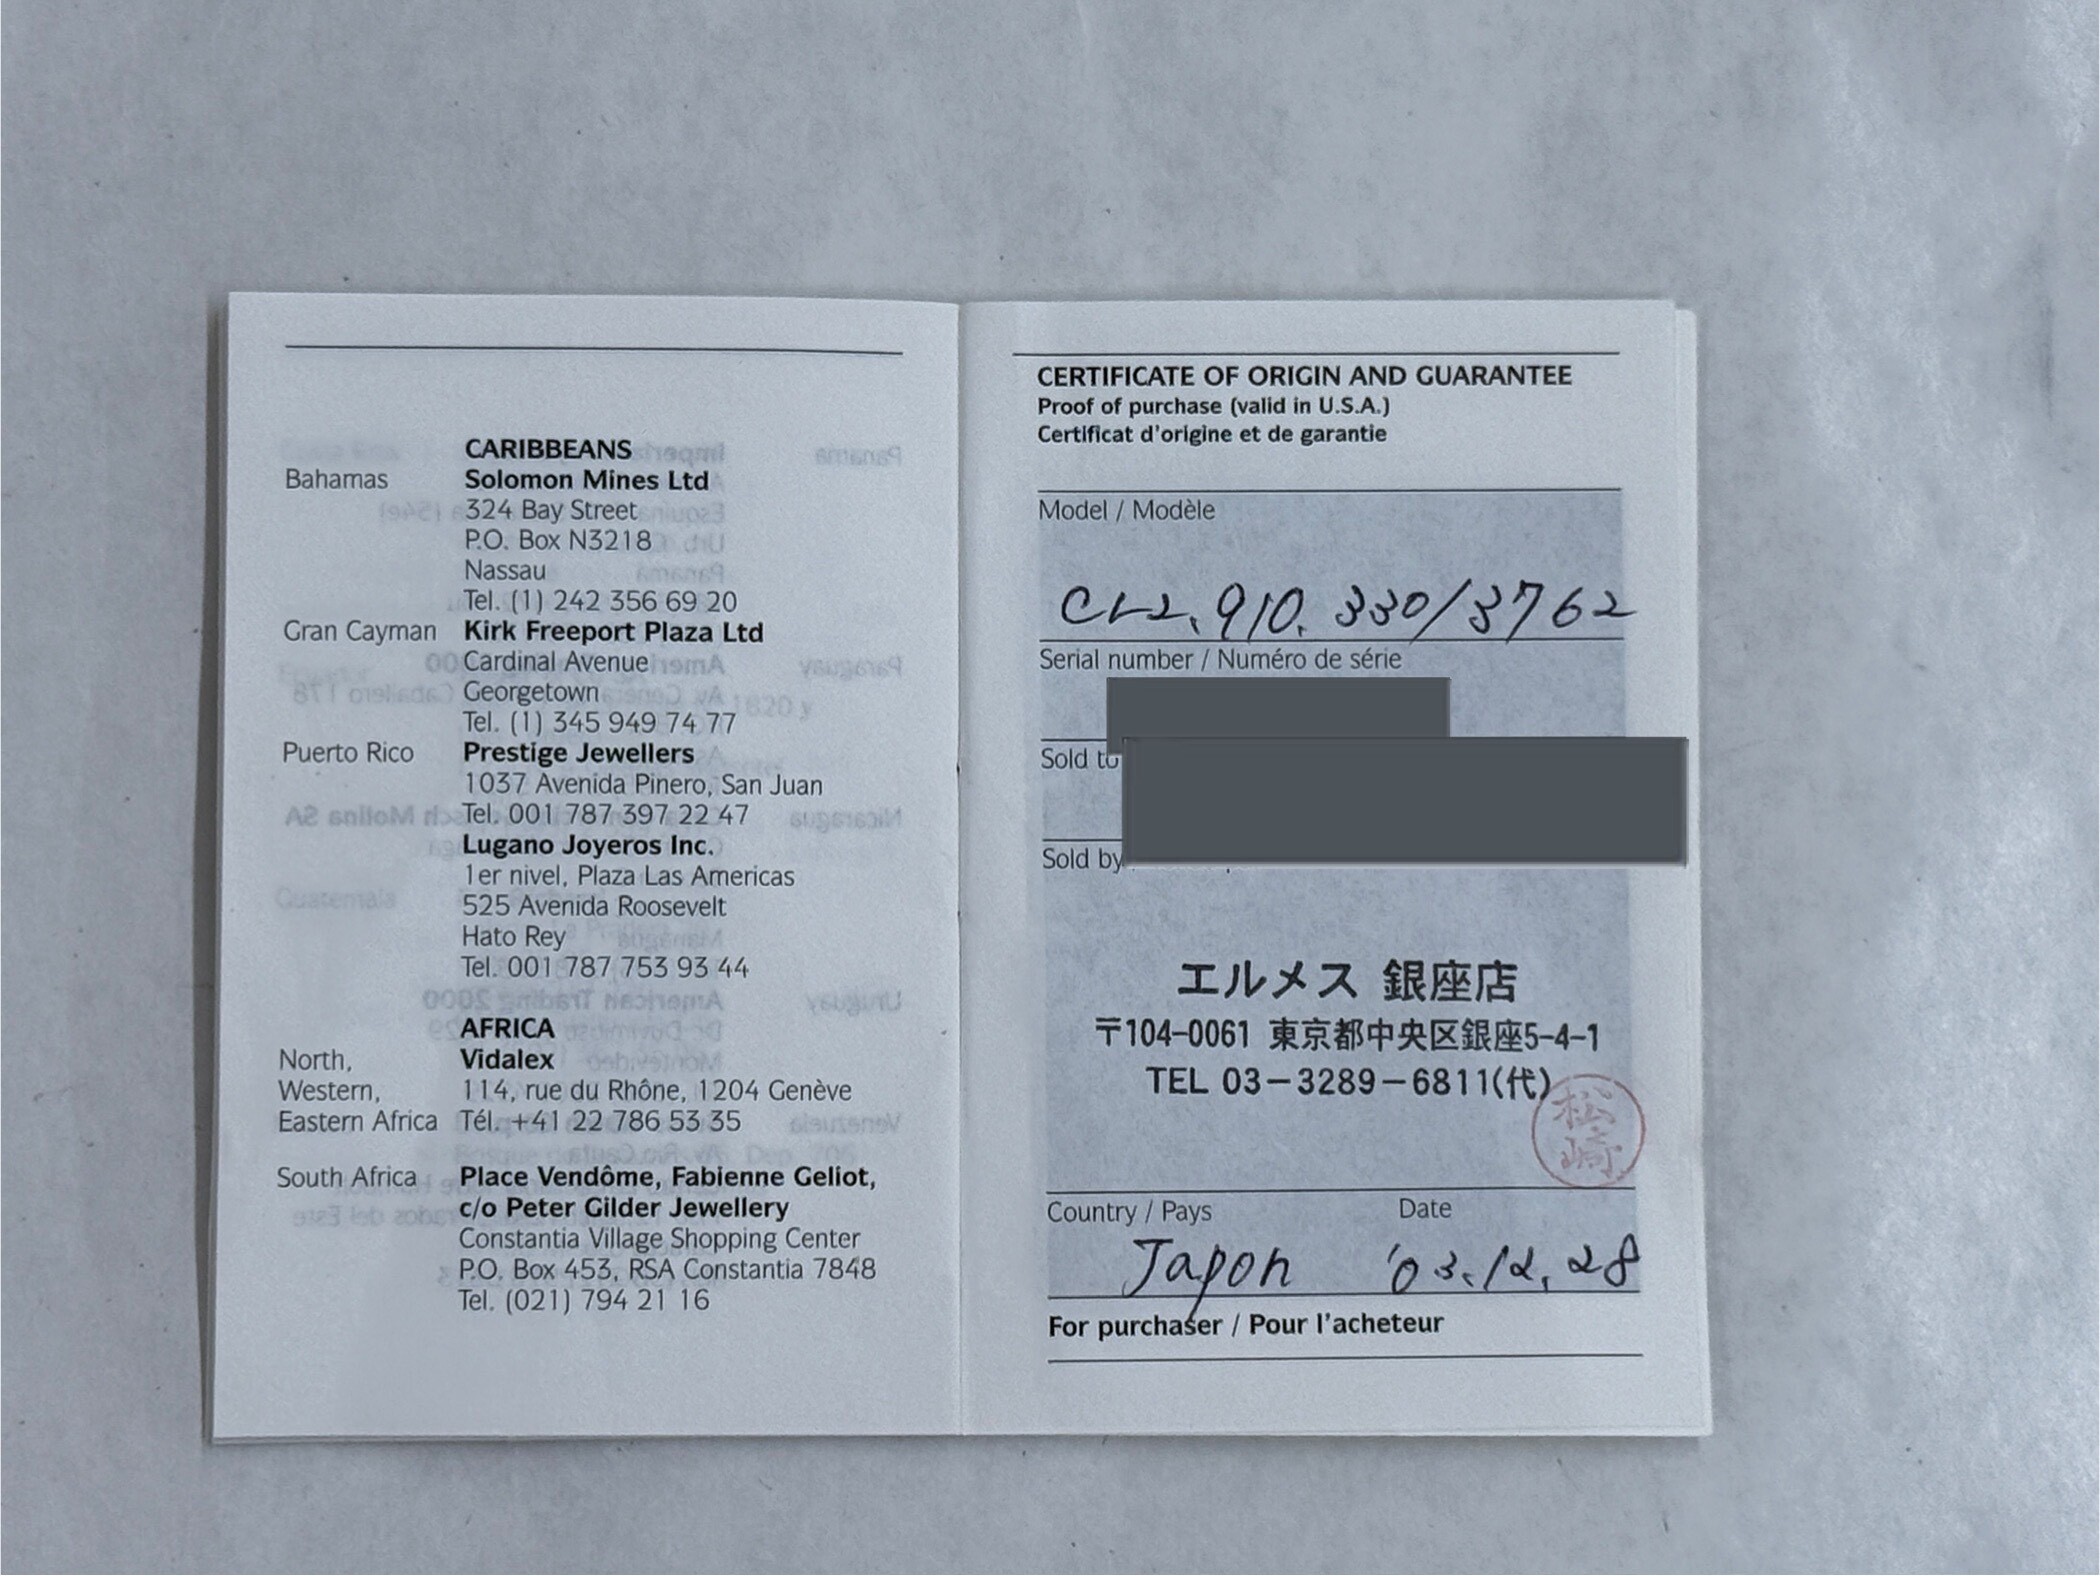 CARIBBEANS
Bahamas Solomon Mines Ltd
324 Bay Street
P.O. Box N3218
Nassau
Tel. (1) 242 356 69 20
Gran Cayman Kirk Freeport Plaza Ltd
Cardinal Avenue
Georgetown
Tel. (1) 345 949 74 77
Puerto Rico Prestige Jewellers
1037 Avenida Pinero, San Juan
Tel. 001 787 397 22 47
Lugano Joyeros Inc.
1er nivel, Plaza Las Americas
525 Avenida Roosevelt
Hato Rey
Tel. 001 787 753 93 44
AFRICA
North, Vidalex
Western, 114, rue du Rhône, 1204 Genève
Eastern Africa Tél. +41 22 786 53 35
South Africa Place Vendôme, Fabienne Geliot,
c/o Peter Gilder Jewellery
Constantia Village Shopping Center
P.O. Box 453, RSA Constantia 7848
Tel. (021) 794 21 16
CERTIFICATE OF ORIGIN AND GUARANTEE
Proof of purchase (valid in U.S.A.)
Certificat d'origine et de garantie
Model / Modèle
CL2.910.330/3762
Serial number / Numéro de série
Sold to
Sold by
エルメス 銀座店
〒104-0061 東京都中央区銀座5-4-1
TEL 03-3289-6811(代)
松崎
Country / Pays Date
Japon '03.12.28
For purchaser / Pour l'acheteur